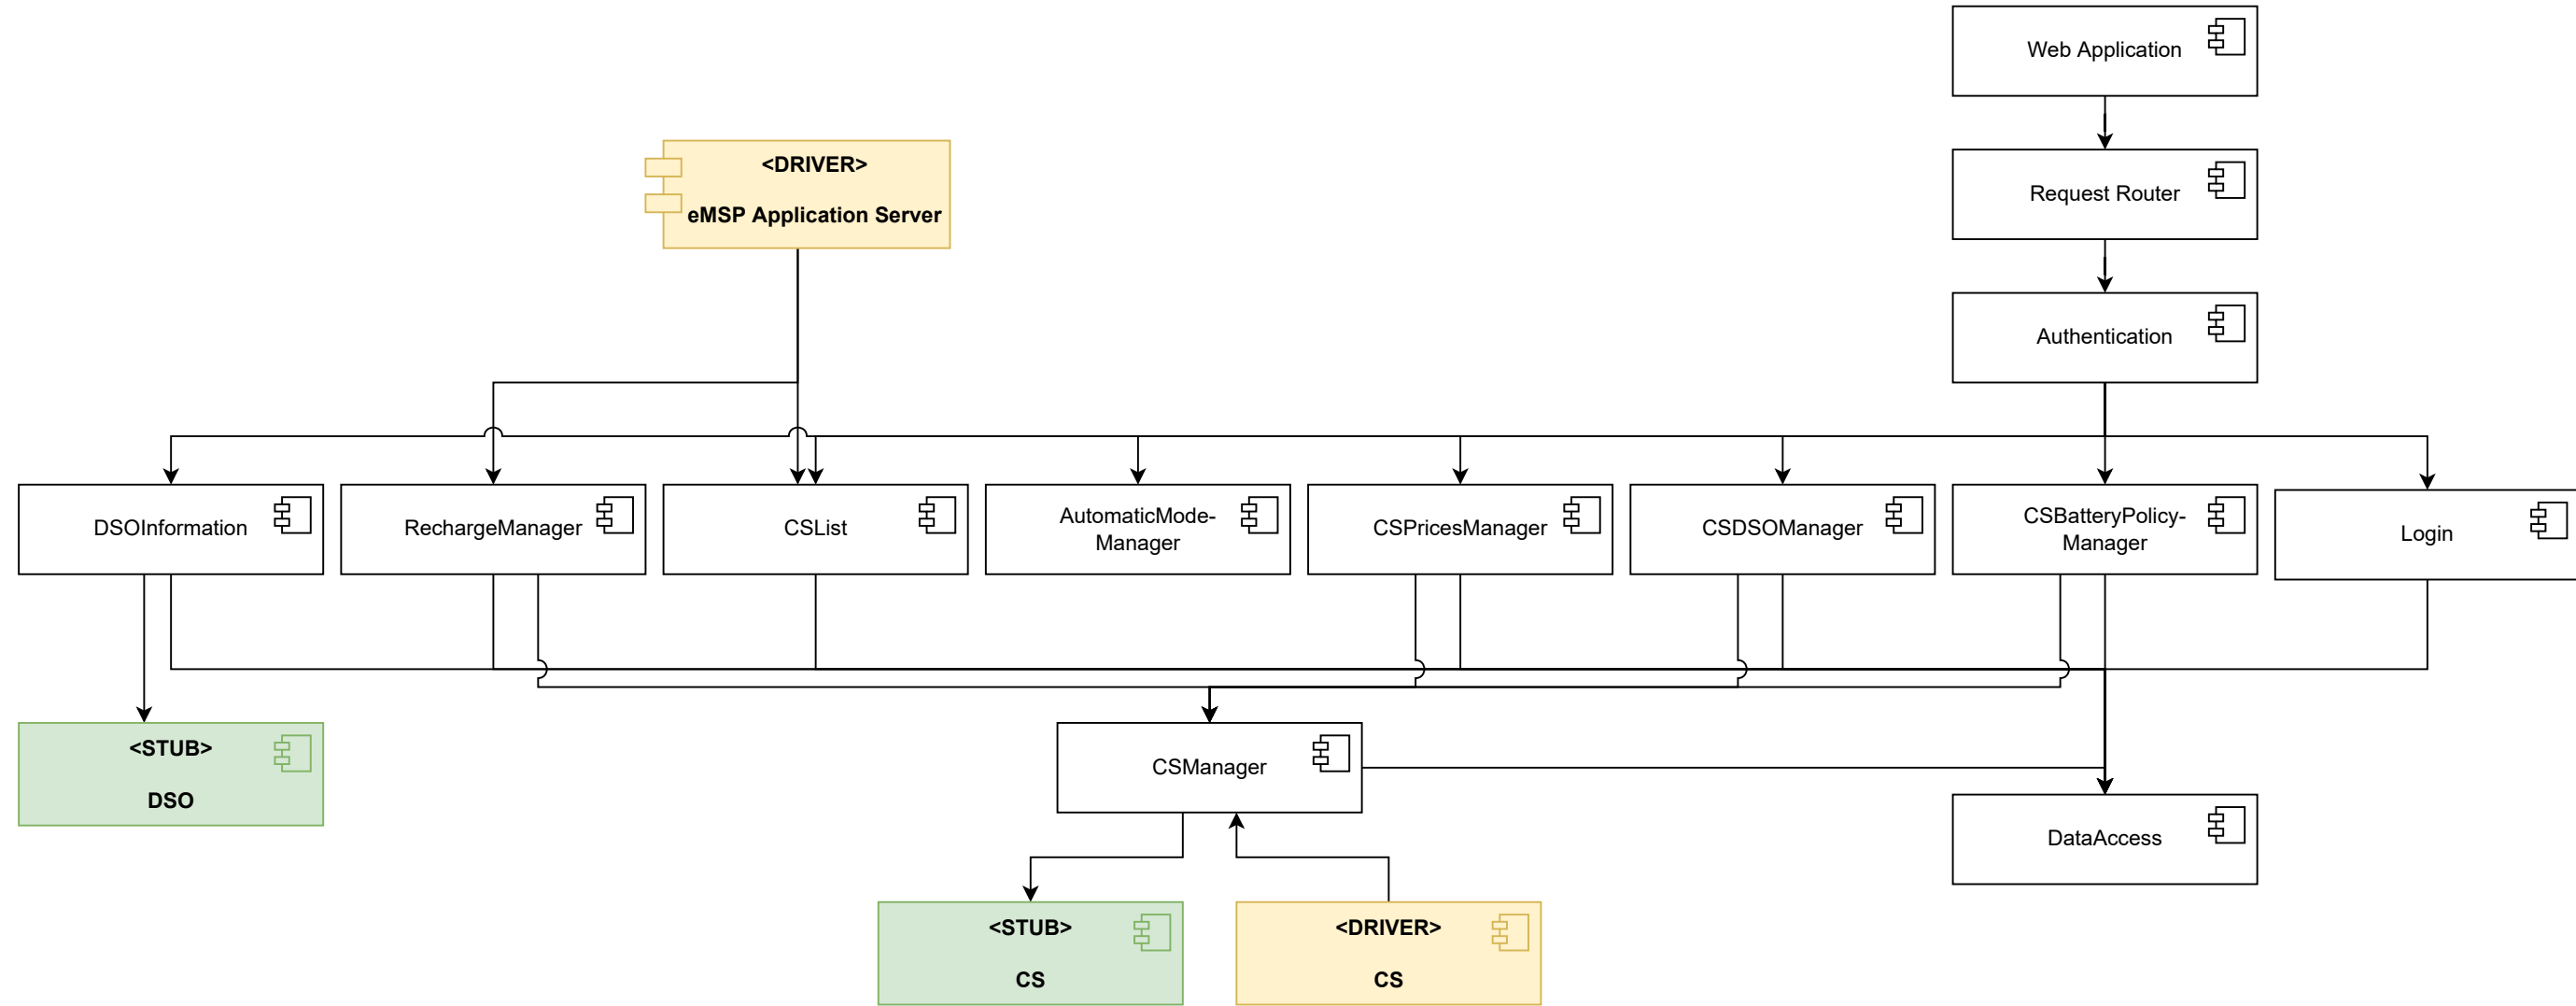 Web Application
<DRIVER>
eMSP Application Server
Request Router
Authentication
DSOInformation
RechargeManager
CSList
AutomaticMode-
Manager
CSPricesManager
CSDSOManager
CSBatteryPolicy-
Manager
Login
<STUB>
DSO
CSManager
DataAccess
<STUB>
CS
<DRIVER>
CS